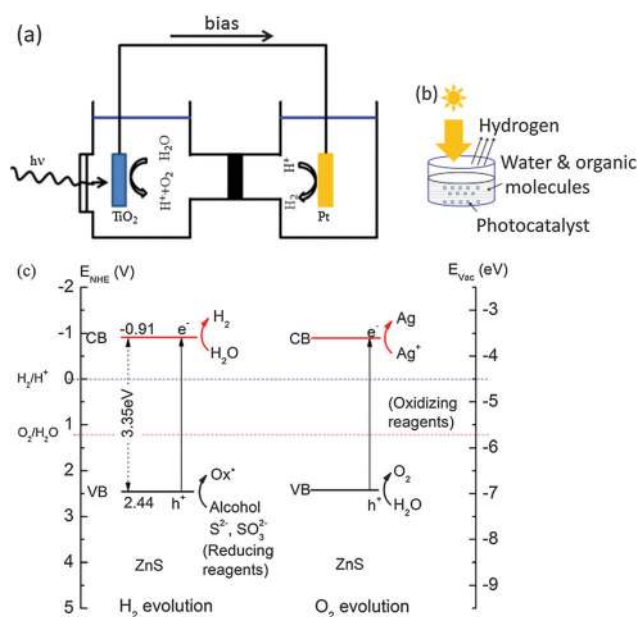 (a)
bias
hν
TiO₂
H₂O
H⁺+O₂
H⁺
H₂
Pt
(b)
Hydrogen
Water & organic
molecules
Photocatalyst
(c)
E_NHE (V)
E_Vac (eV)
-2
-1
0
1
2
3
4
5
-3
-4
-5
-6
-7
-8
-9
CB
-0.91
e⁻
H₂
H₂O
H₂/H⁺
3.35eV
O₂/H₂O
VB
2.44
h⁺
Ox⁺
Alcohol
S²⁻, SO₃²⁻
(Reducing
reagents)
ZnS
H₂ evolution
CB
e⁻
Ag
Ag⁺
(Oxidizing
reagents)
VB
h⁺
O₂
H₂O
ZnS
O₂ evolution